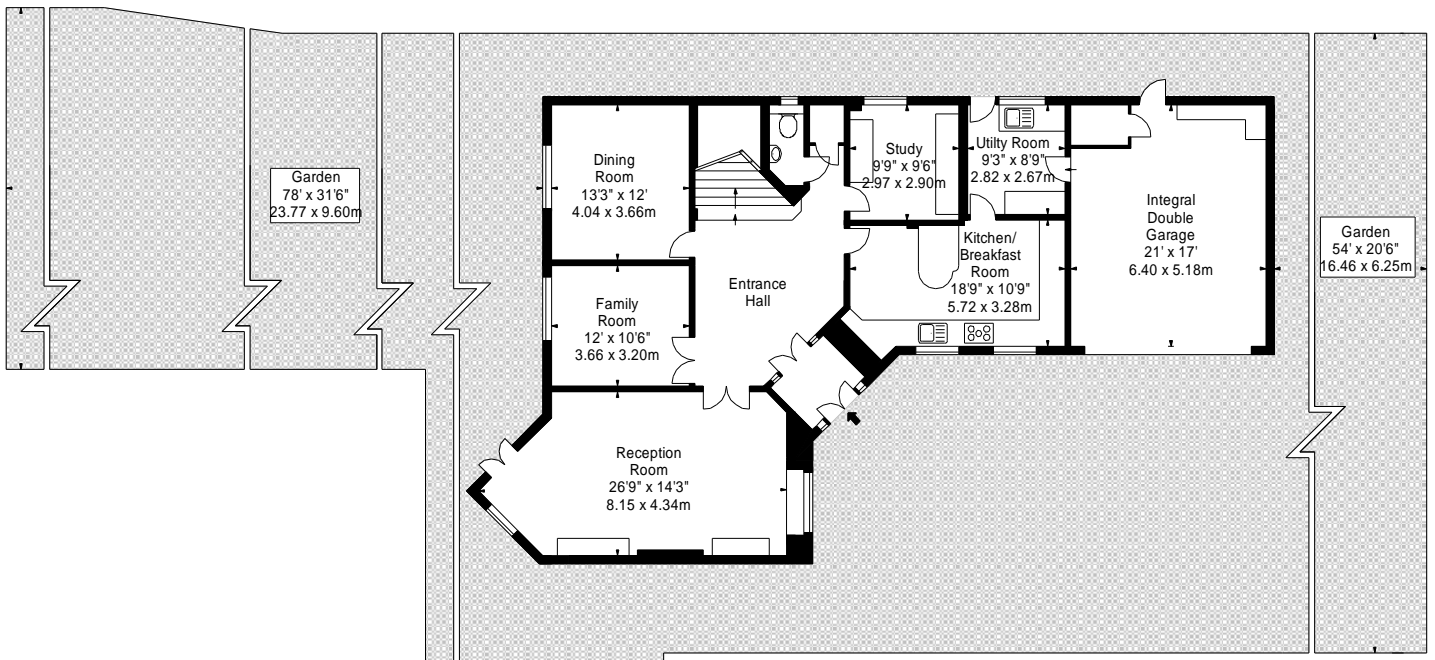 Garden
78' x 31'6"
23.77 x 9.60m
Dining
Room
13'3" x 12'
4.04 x 3.66m
Study
9'9" x 9'6"
2.97 x 2.90m
Utilty Room
9'3" x 8'9"
2.82 x 2.67m
Integral
Double
Garage
21' x 17'
6.40 x 5.18m
Garden
54' x 20'6"
16.46 x 6.25m
Family
Room
12' x 10'6"
3.66 x 3.20m
Entrance
Hall
Kitchen/
Breakfast
Room
18'9" x 10'9"
5.72 x 3.28m
Reception
Room
26'9" x 14'3"
8.15 x 4.34m